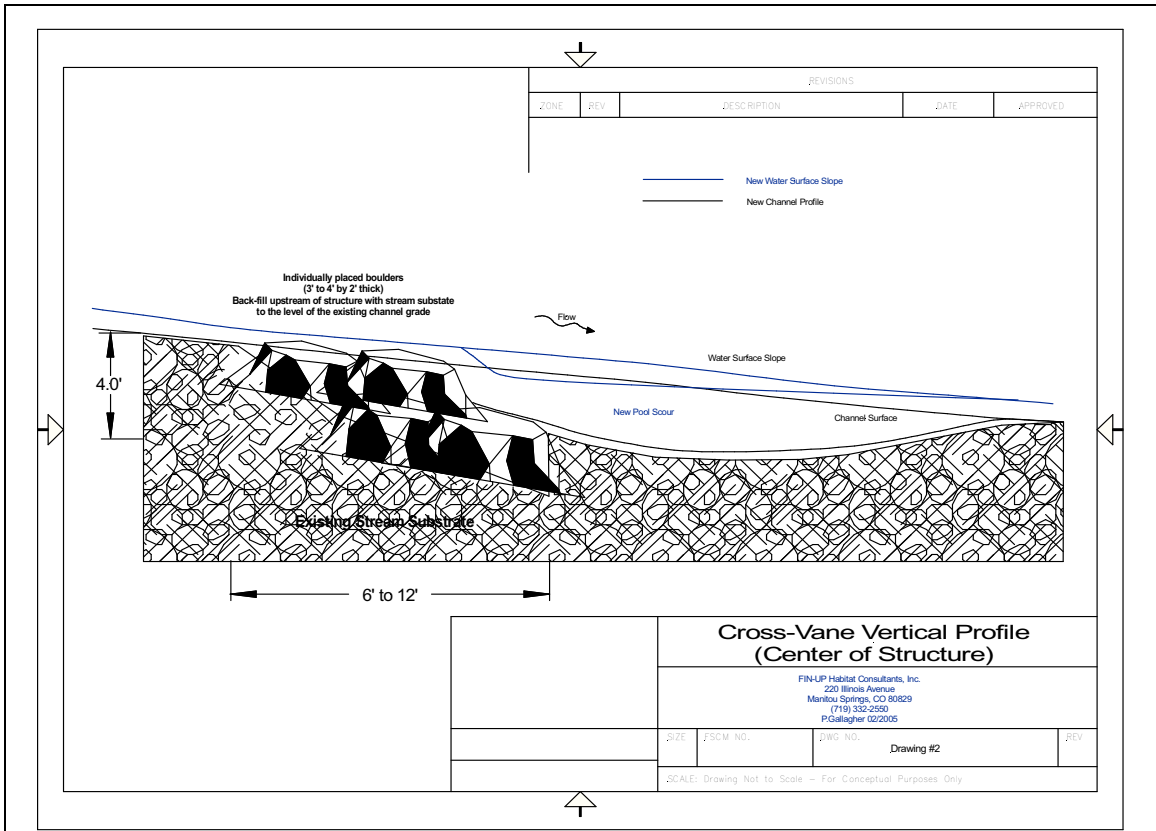 REVISIONS
ZONE REV DESCRIPTION DATE APPROVED
New Water Surface Slope
New Channel Profile
Individually placed boulders
(3' to 4' by 2' thick)
Back-fill upstream of structure with stream substate
to the level of the existing channel grade
Flow
Water Surface Slope
4.0'
New Pool Scour
Channel Surface
Existing Stream Substrate
6' to 12'
Cross-Vane Vertical Profile
(Center of Structure)
FIN-UP Habitat Consultants, Inc.
220 Illinois Avenue
Manitou Springs, CO 80829
(719) 332-2550
P.Gallagher 02/2005
SIZE FSCM NO. DWG NO. REV
Drawing #2
SCALE: Drawing Not to Scale – For Conceptual Purposes Only